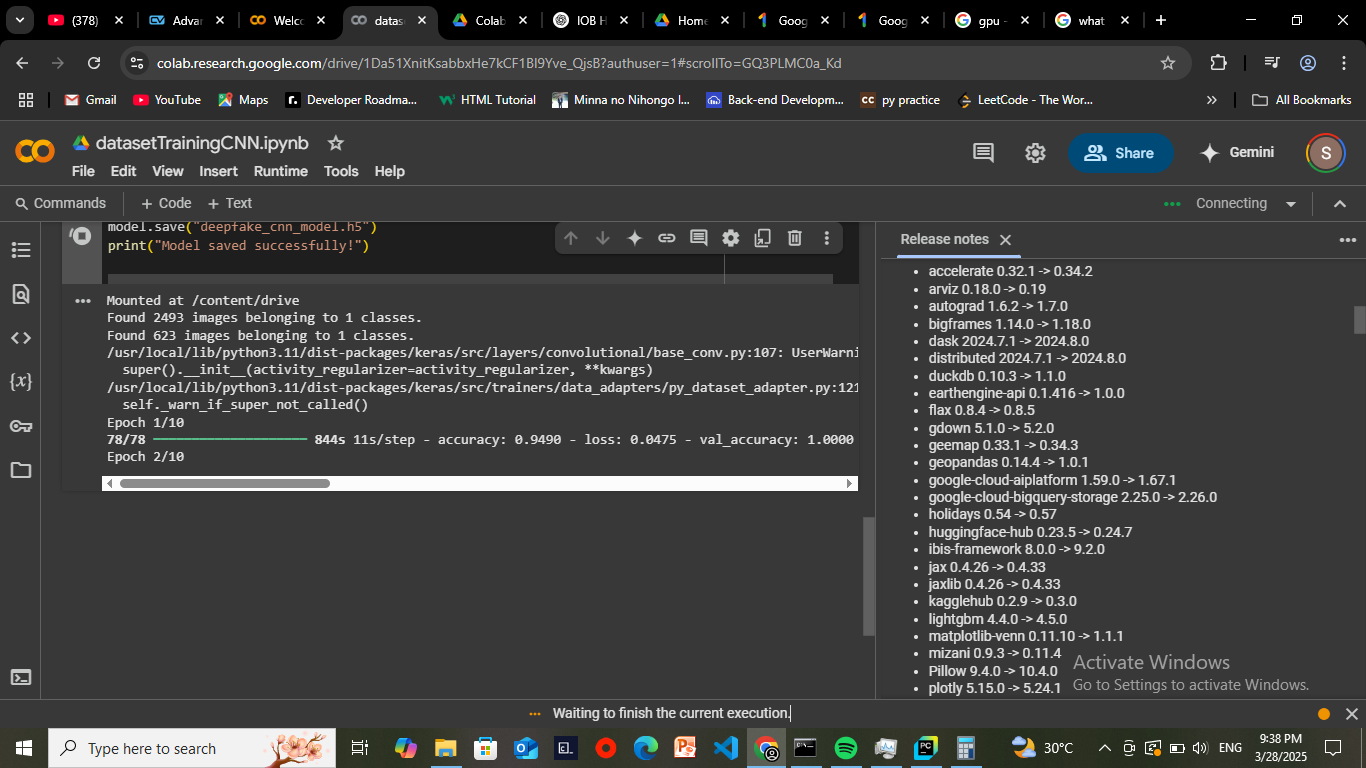 (378)
Advar
Welc
datas
Colab
IOB H
Home
Goog
Goog
gpu -
what
colab.research.google.com/drive/1Da51XnitKsabbxHe7kCF1Bl9Yve_QjsB?authuser=1#scrollTo=GQ3PLMC0a_Kd
Gmail
YouTube
Maps
Developer Roadma...
HTML Tutorial
Minna no Nihongo I...
Back-end Developm...
py practice
LeetCode - The Wor...
»
All Bookmarks
datasetTrainingCNN.ipynb
Share
Gemini
S
File Edit View Insert Runtime Tools Help
Commands + Code + Text
Connecting
model.save("deepfake_cnn_model.h5")
print("Model saved successfully!")
Mounted at /content/drive
Found 2493 images belonging to 1 classes.
Found 623 images belonging to 1 classes.
/usr/local/lib/python3.11/dist-packages/keras/src/layers/convolutional/base_conv.py:107: UserWarni
super().__init__(activity_regularizer=activity_regularizer, **kwargs)
/usr/local/lib/python3.11/dist-packages/keras/src/trainers/data_adapters/py_dataset_adapter.py:121
self._warn_if_super_not_called()
Epoch 1/10
78/78 ━━━━━━━━━━━━━━━━━━━━ 844s 11s/step - accuracy: 0.9490 - loss: 0.0475 - val_accuracy: 1.0000
Epoch 2/10
Release notes
• accelerate 0.32.1 -> 0.34.2
• arviz 0.18.0 -> 0.19
• autograd 1.6.2 -> 1.7.0
• bigframes 1.14.0 -> 1.18.0
• dask 2024.7.1 -> 2024.8.0
• distributed 2024.7.1 -> 2024.8.0
• duckdb 0.10.3 -> 1.1.0
• earthengine-api 0.1.416 -> 1.0.0
• flax 0.8.4 -> 0.8.5
• gdown 5.1.0 -> 5.2.0
• geemap 0.33.1 -> 0.34.3
• geopandas 0.14.4 -> 1.0.1
• google-cloud-aiplatform 1.59.0 -> 1.67.1
• google-cloud-bigquery-storage 2.25.0 -> 2.26.0
• holidays 0.54 -> 0.57
• huggingface-hub 0.23.5 -> 0.24.7
• ibis-framework 8.0.0 -> 9.2.0
• jax 0.4.26 -> 0.4.33
• jaxlib 0.4.26 -> 0.4.33
• kagglehub 0.2.9 -> 0.3.0
• lightgbm 4.4.0 -> 4.5.0
• matplotlib-venn 0.11.10 -> 1.1.1
• mizani 0.9.3 -> 0.11.4
• Pillow 9.4.0 -> 10.4.0
• plotly 5.15.0 -> 5.24.1
Activate Windows
Go to Settings to activate Windows.
Waiting to finish the current execution.
Type here to search
30°C
ENG
9:38 PM
3/28/2025